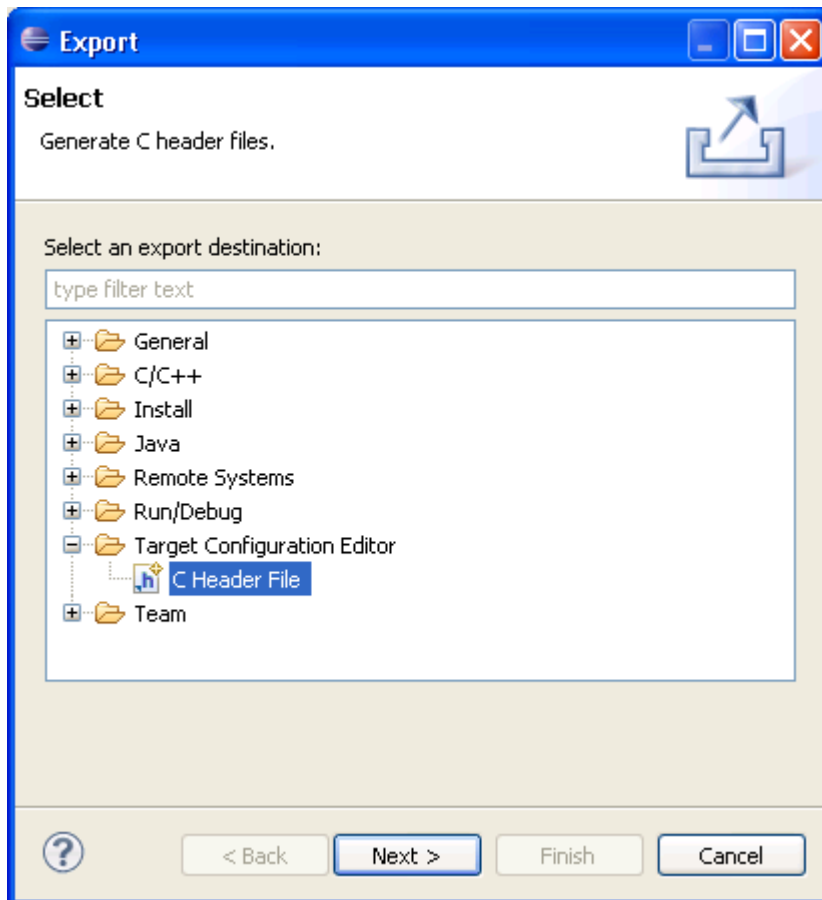 Export
Select
Generate C header files.
Select an export destination:
type filter text
General
C/C++
Install
Java
Remote Systems
Run/Debug
Target Configuration Editor
.h C Header File
Team
? < Back Next > Finish Cancel